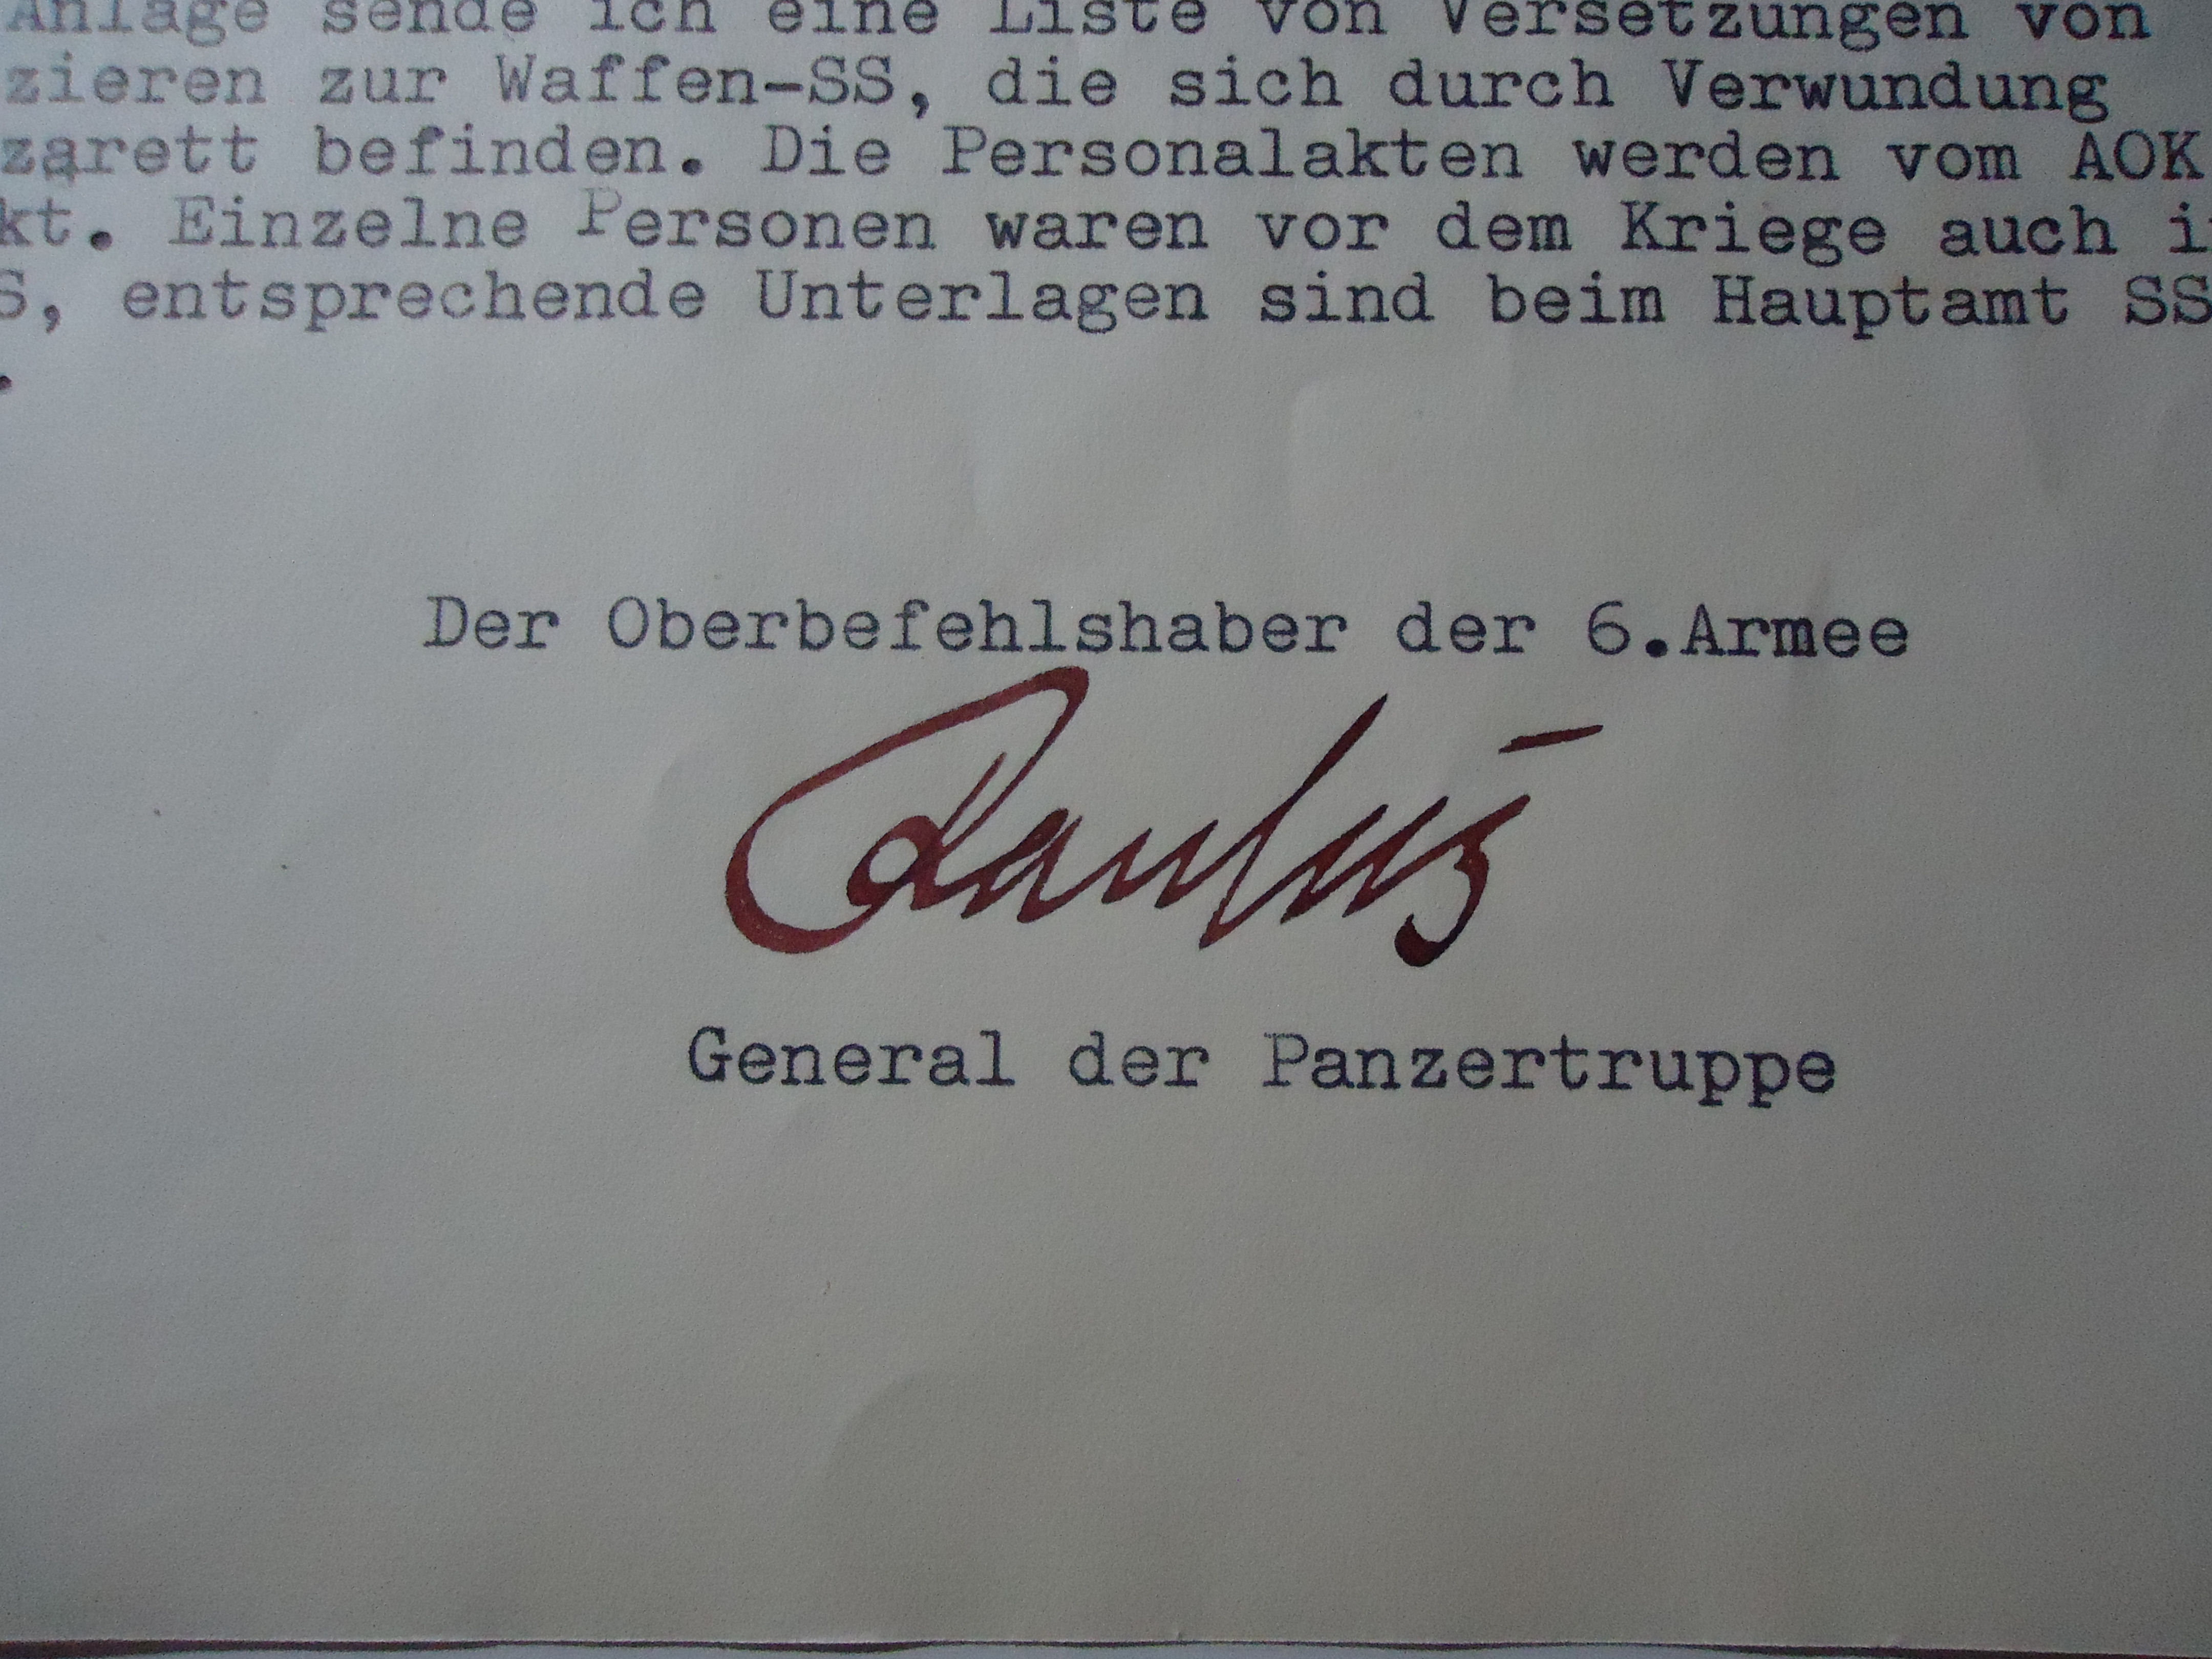 Anlage sende ich eine Liste von Versetzungen von
zieren zur Waffen-SS, die sich durch Verwundung
zarett befinden. Die Personalakten werden vom AOK
kt. Einzelne Personen waren vor dem Kriege auch i
S, entsprechende Unterlagen sind beim Hauptamt SS
.
Der Oberbefehlshaber der 6.Armee
Paulus
General der Panzertruppe